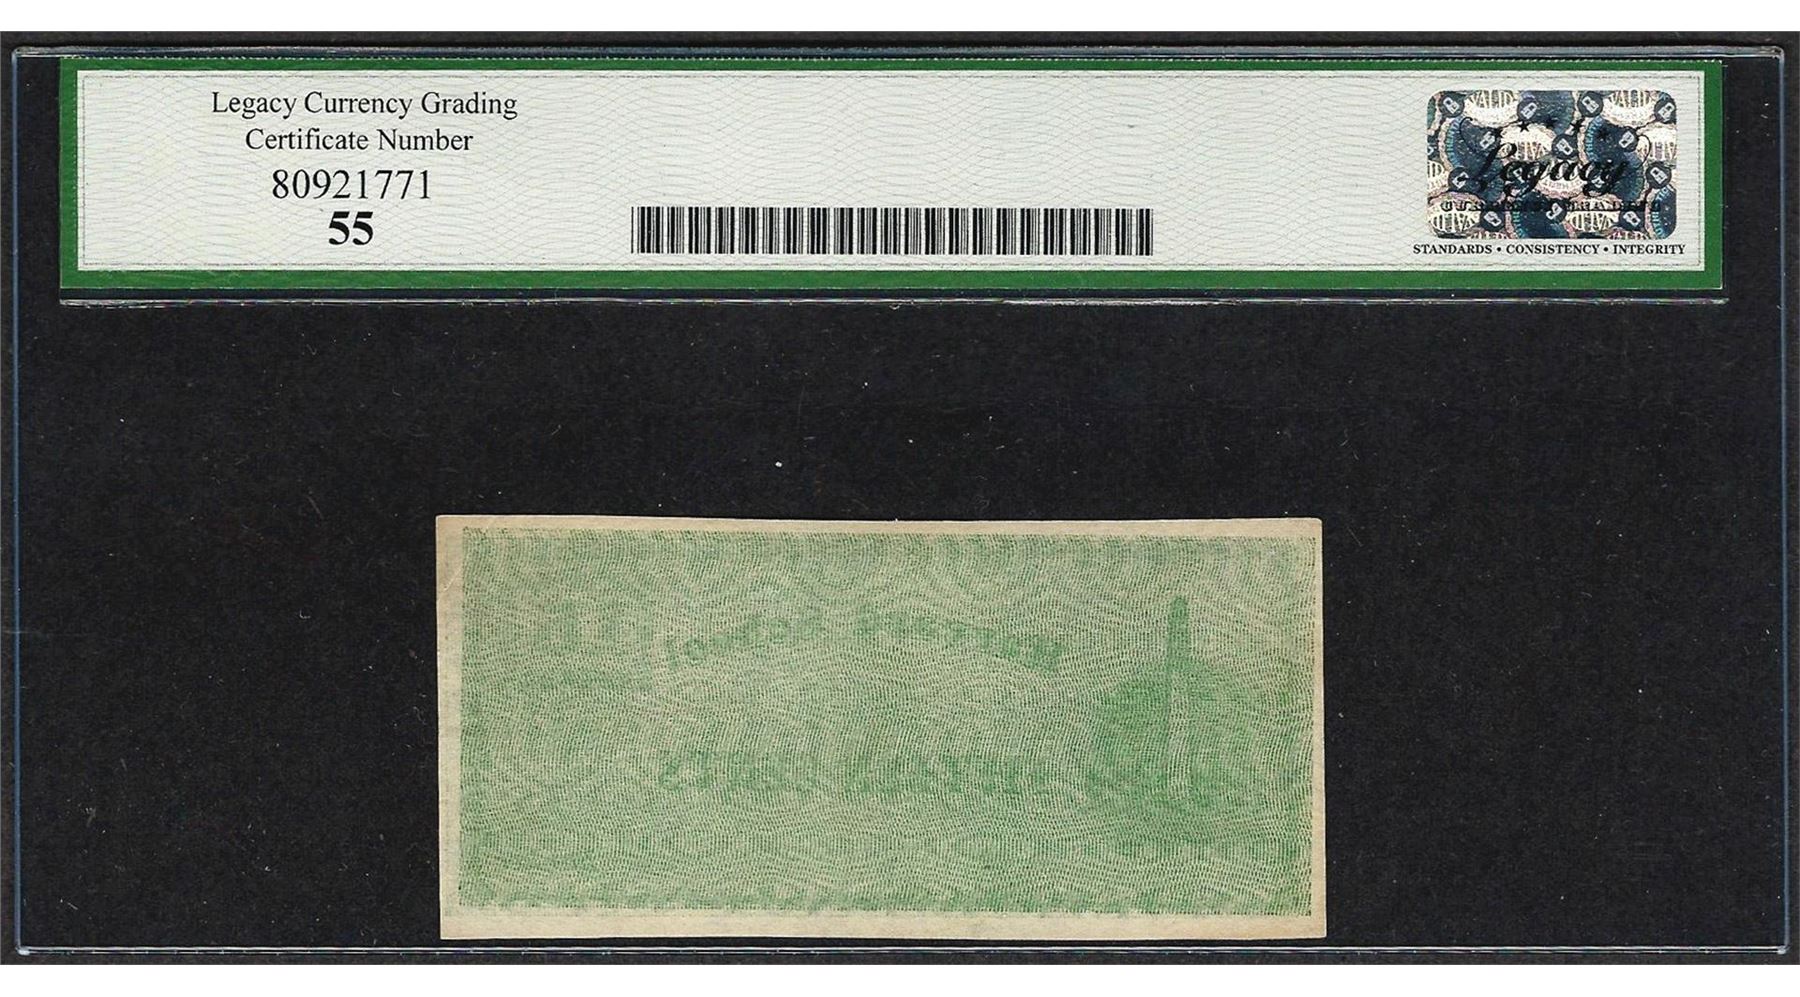 Legacy Currency Grading
Certificate Number
80921771
55
Legacy
STANDARDS • CONSISTENCY • INTEGRITY